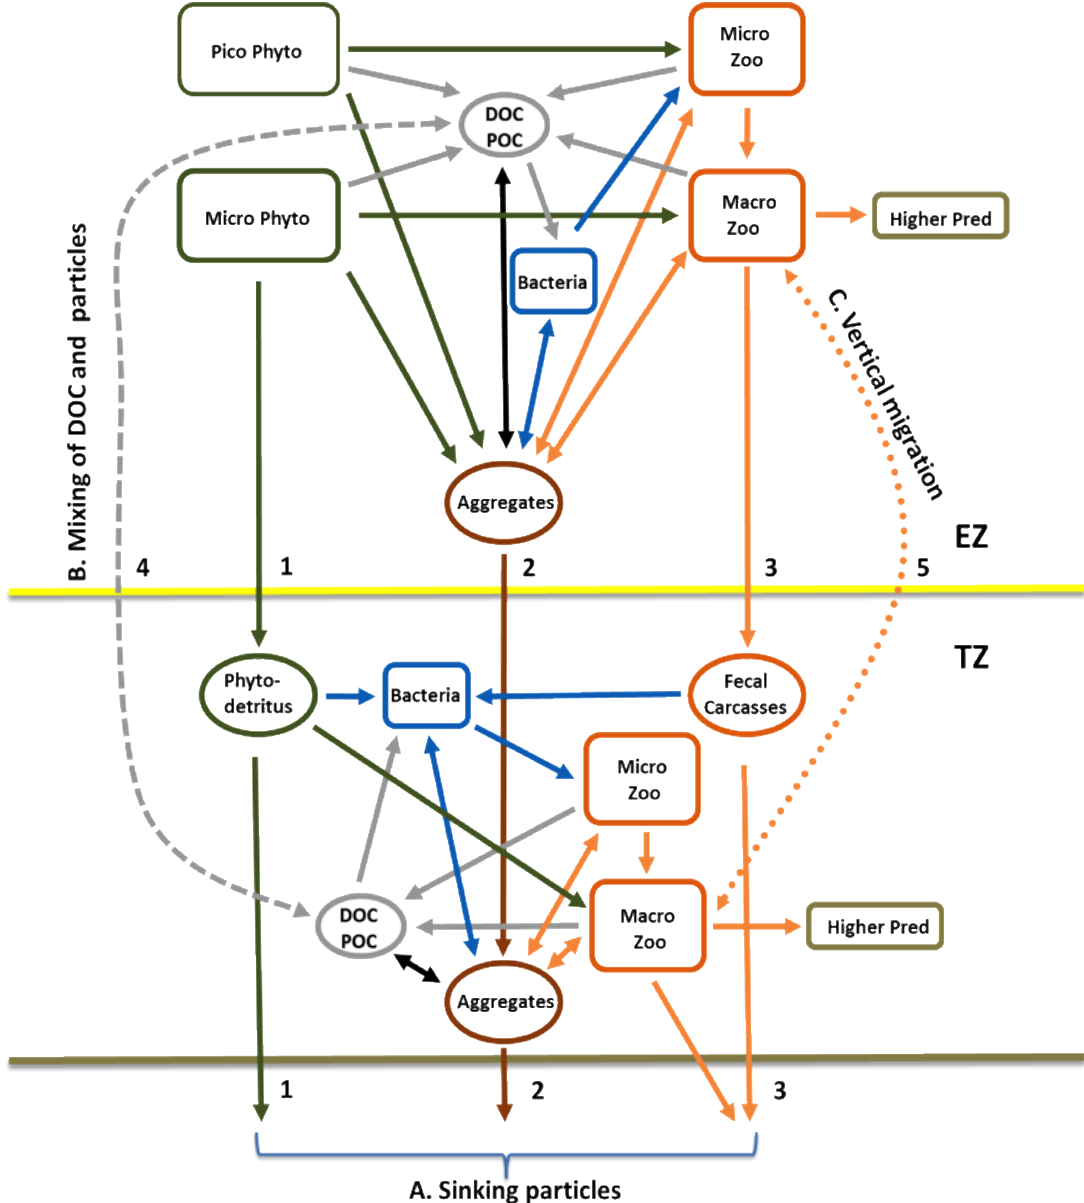 Pico Phyto
Micro
Zoo
DOC
POC
Micro Phyto
Macro
Zoo
Higher Pred
Bacteria
B. Mixing of DOC and particles
C. Vertical migration
Aggregates
EZ
4
1
2
3
5
TZ
Phyto-
detritus
Bacteria
Fecal
Carcasses
Micro
Zoo
DOC
POC
Macro
Zoo
Higher Pred
Aggregates
1
2
3
A. Sinking particles